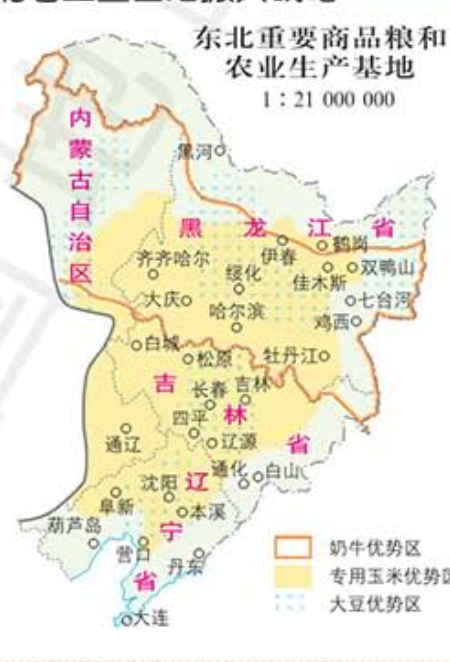 东北重要商品粮和
农业生产基地
1：21 000 000
内蒙古自治区
黑河
黑龙江省
鹤岗
伊春
齐齐哈尔
佳木斯
双鸭山
绥化
大庆
七台河
哈尔滨
鸡西
白城
松原
牡丹江
吉林省
长春
吉林
四平
辽源
通辽
通化
白山
沈阳
辽宁省
阜新
本溪
葫芦岛
营口
丹东
大连
奶牛优势区
专用玉米优势区
大豆优势区